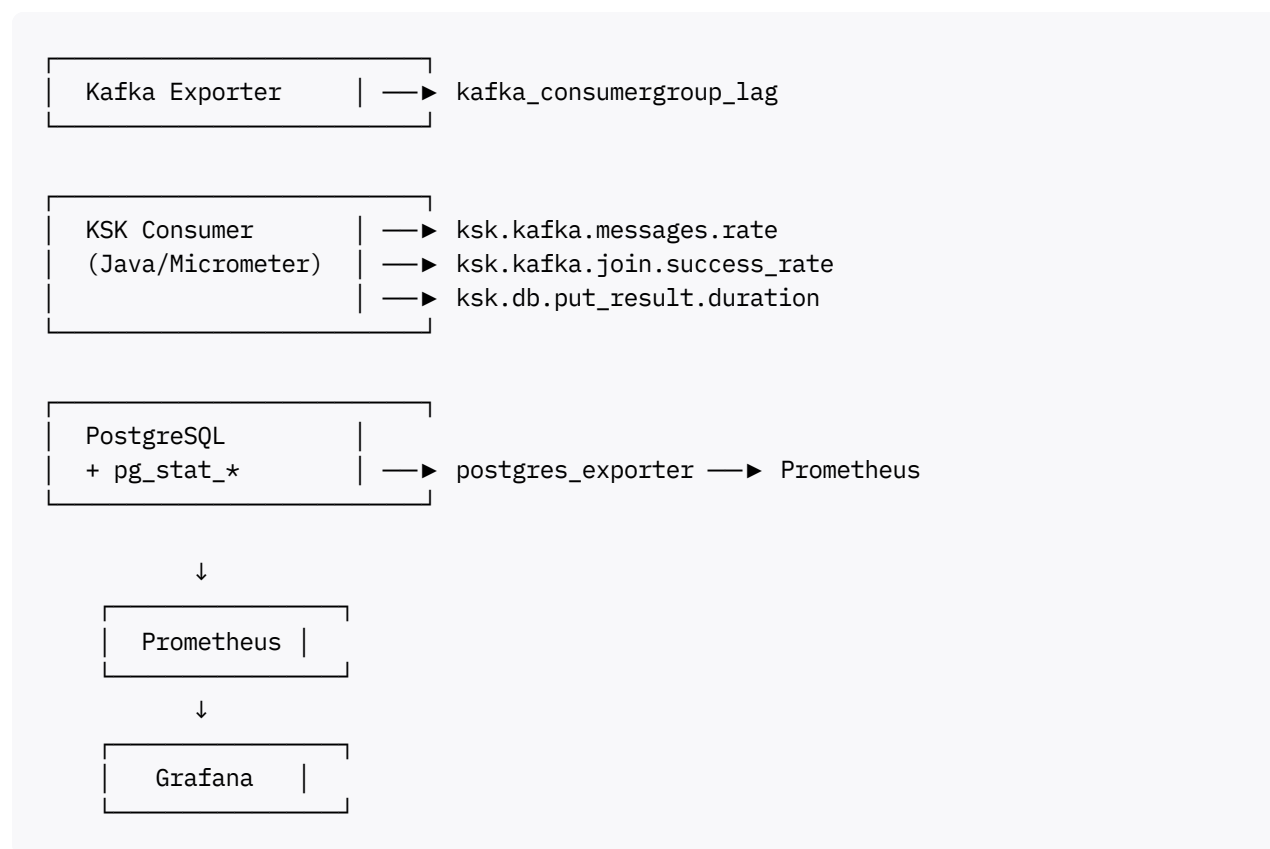 Kafka Exporter ──► kafka_consumergroup_lag
KSK Consumer ──► ksk.kafka.messages.rate
(Java/Micrometer) ──► ksk.kafka.join.success_rate
──► ksk.db.put_result.duration
PostgreSQL
+ pg_stat_* ──► postgres_exporter ──► Prometheus
↓
Prometheus
↓
Grafana